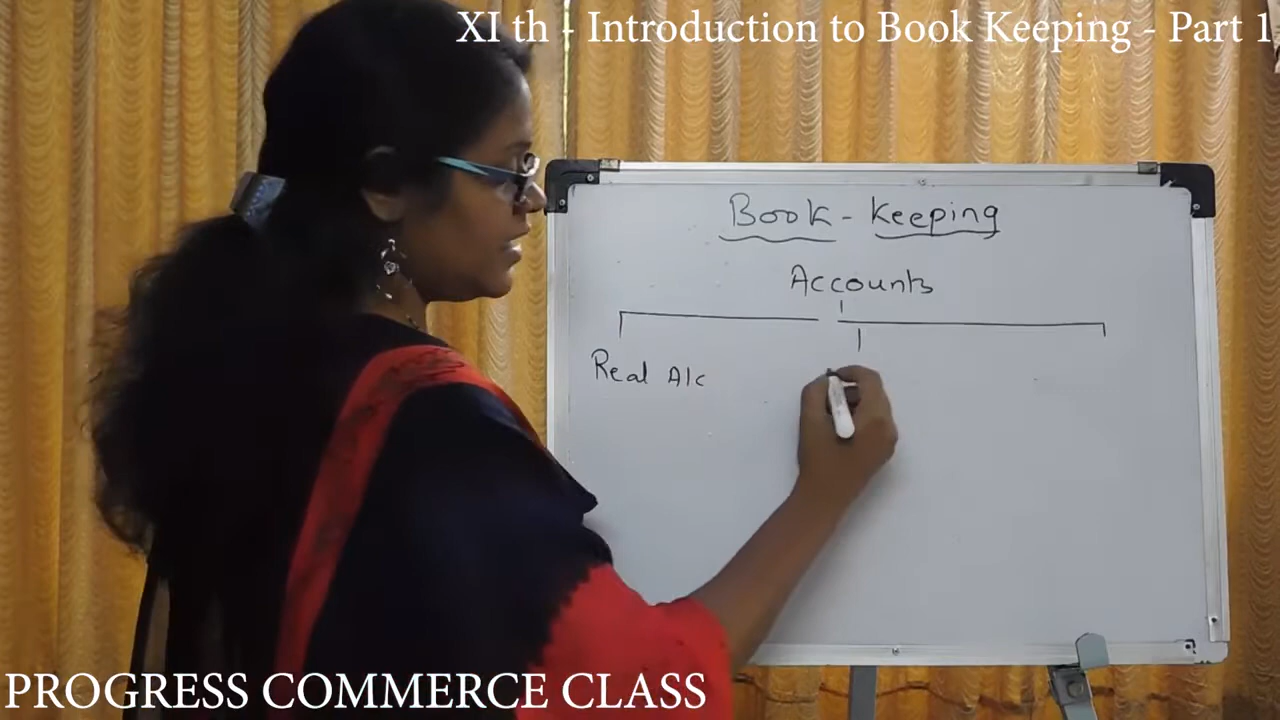 XI th - Introduction to Book Keeping - Part 1
Book - Keeping
Accounts
Real A/c
PROGRESS COMMERCE CLASS